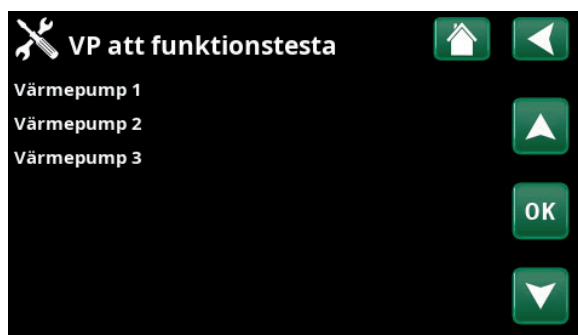 VP att funktionstesta
Värmepump 1
Värmepump 2
Värmepump 3
OK